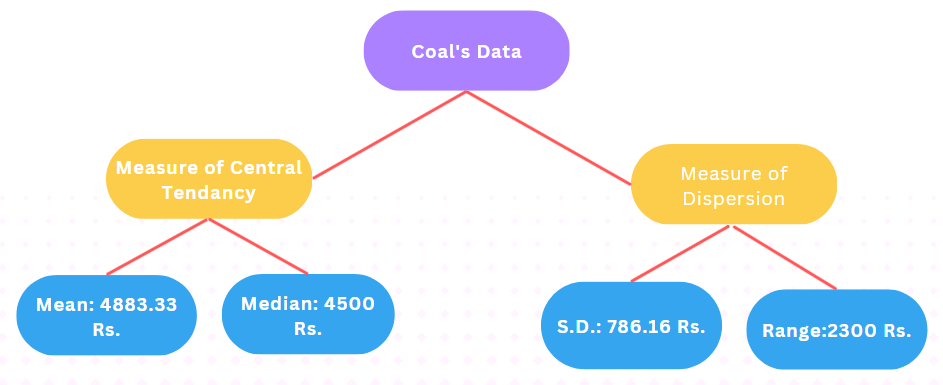 Coal's Data
Measure of Central
Tendancy
Measure of
Dispersion
Mean: 4883.33
Rs.
Median: 4500
Rs.
S.D.: 786.16 Rs.
Range:2300 Rs.